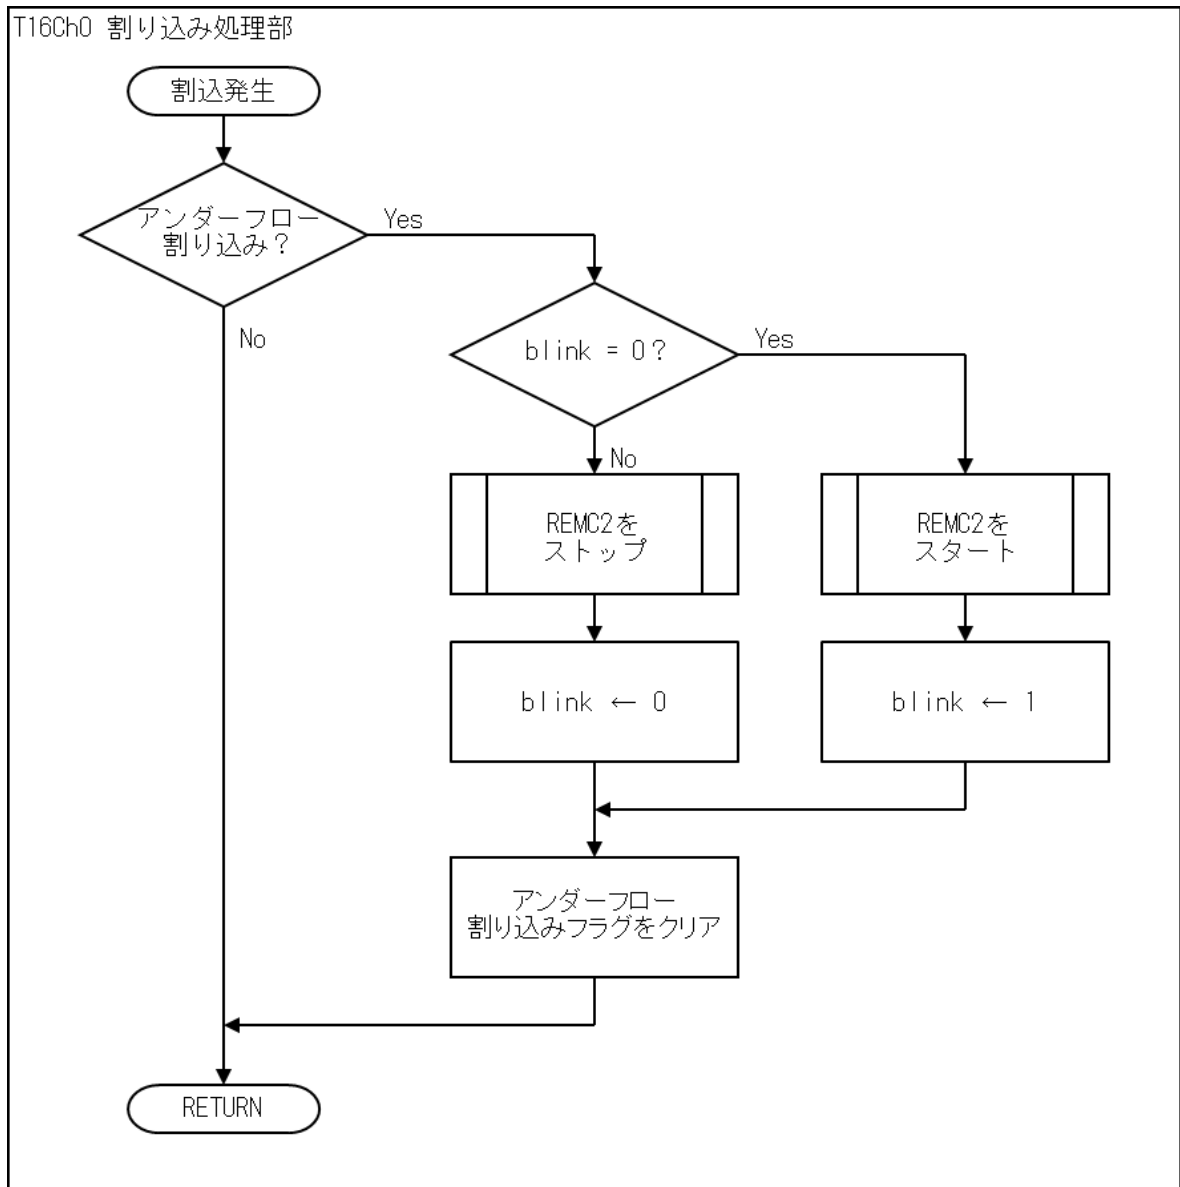 T16Ch0 割り込み処理部
割込発生
アンダーフロー
割り込み？
Yes
No
blink = 0？
Yes
No
REMC2を
ストップ
REMC2を
スタート
blink ← 0
blink ← 1
アンダーフロー
割り込みフラグをクリア
RETURN